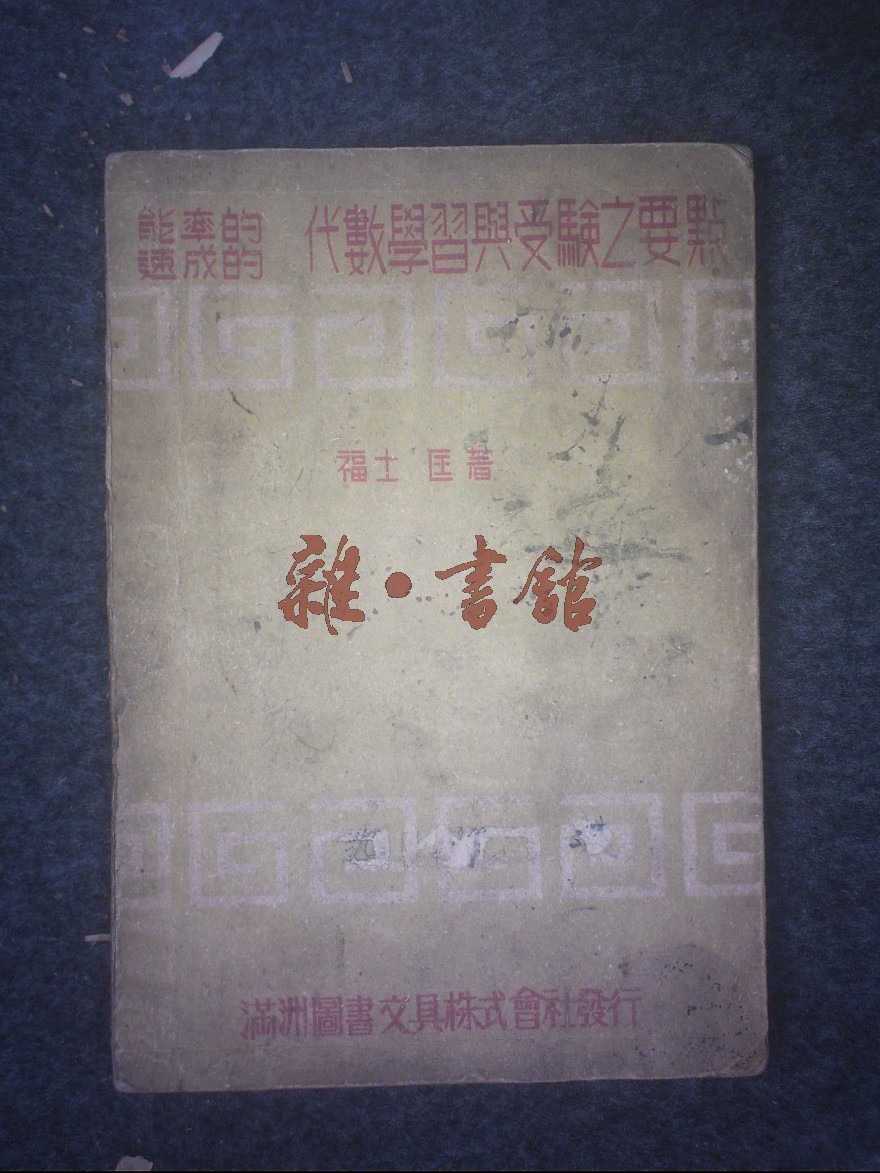 能率的
速成的
代數學習與受驗之要點
福士 匡著
雜·書館
滿洲圖書文具株式會社發行